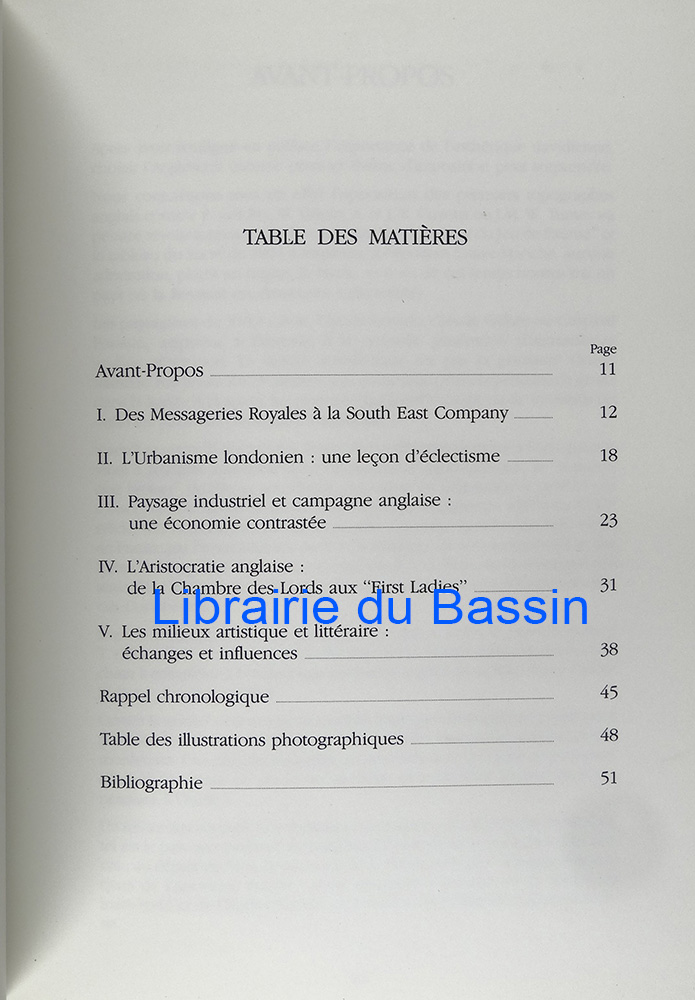 TABLE DES MATIÈRES
Page
Avant-Propos 11
I. Des Messageries Royales à la South East Company 12
II. L'Urbanisme londonien : une leçon d'éclectisme 18
III. Paysage industriel et campagne anglaise :
une économie contrastée 23
IV. L'Aristocratie anglaise :
de la Chambre des Lords aux “First Ladies” 31
Librairie du Bassin
V. Les milieux artistique et littéraire :
échanges et influences 38
Rappel chronologique 45
Table des illustrations photographiques 48
Bibliographie 51